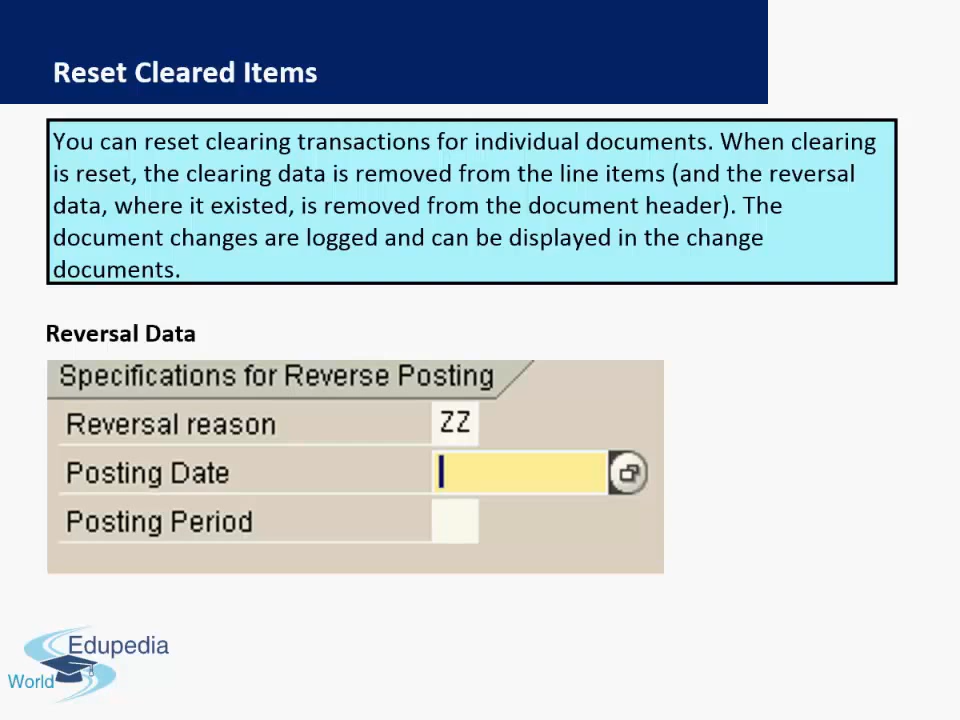 Reset Cleared Items
You can reset clearing transactions for individual documents. When clearing
is reset, the clearing data is removed from the line items (and the reversal
data, where it existed, is removed from the document header). The
document changes are logged and can be displayed in the change
documents.
Reversal Data
Specifications for Reverse Posting
Reversal reason ZZ
Posting Date
Posting Period
Edupedia
World